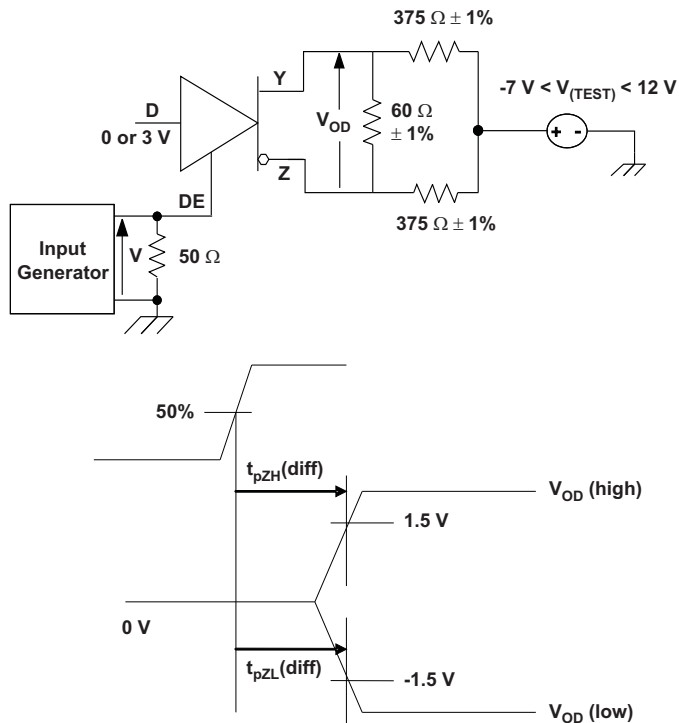 375 Ω ± 1%
Y
-7 V < V(TEST) < 12 V
D
60 Ω
± 1%
VOD
+ -
0 or 3 V
Z
DE
375 Ω ± 1%
Input
Generator
V
50 Ω
50%
tpZH(diff)
VOD (high)
1.5 V
0 V
tpZL(diff)
-1.5 V
VOD (low)